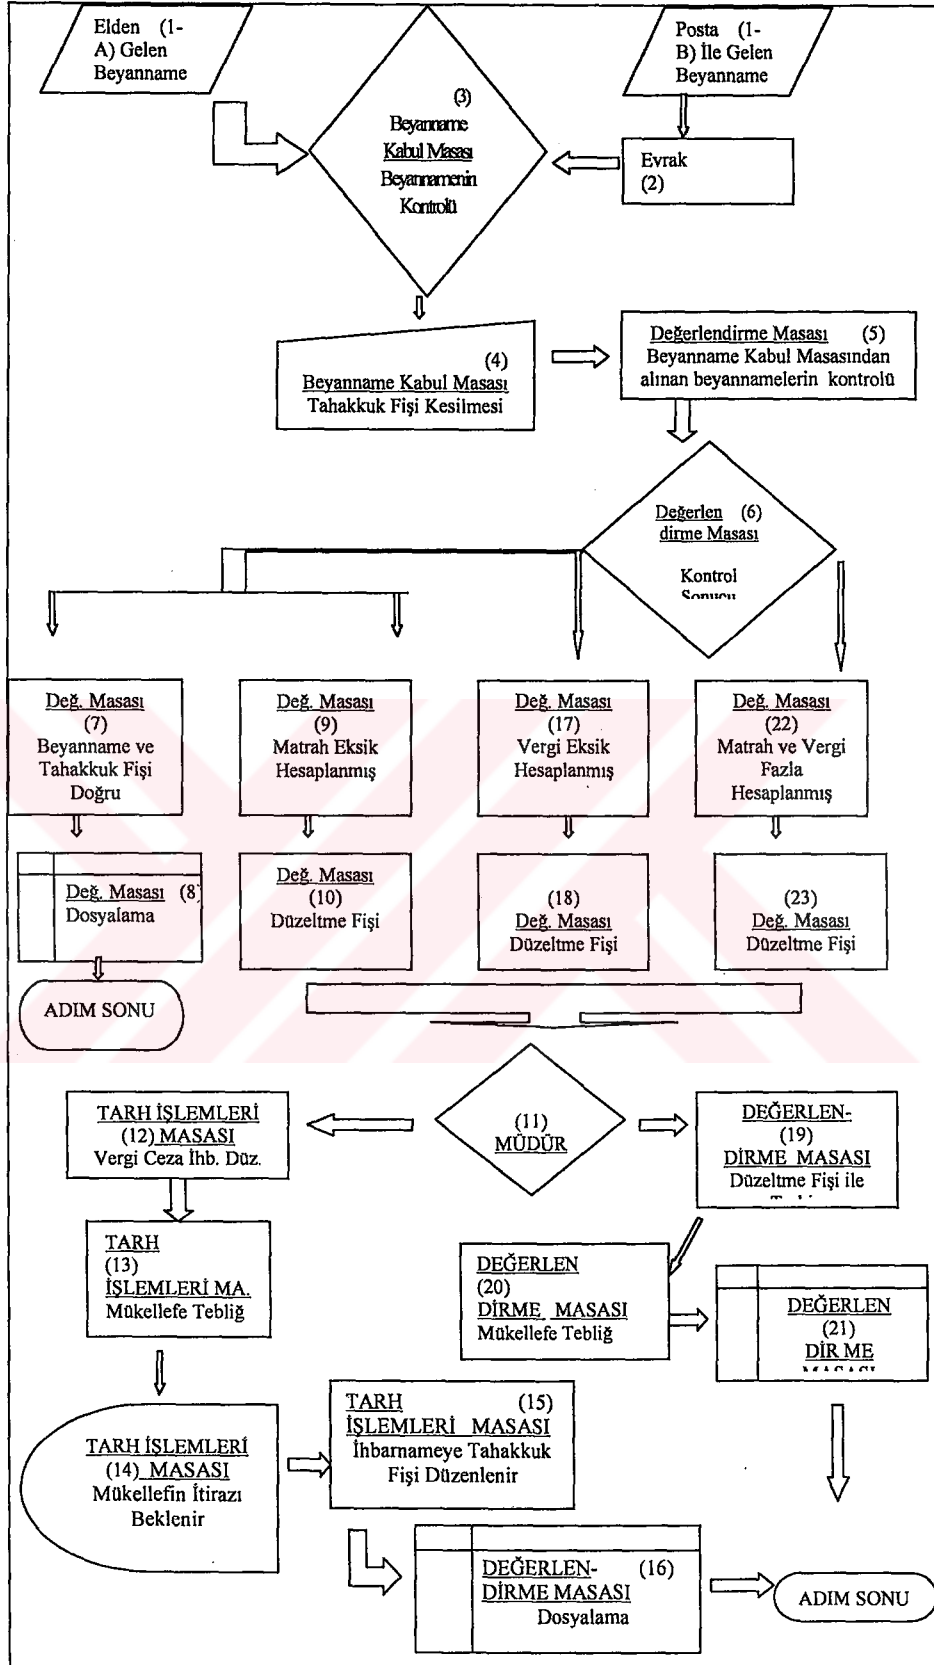 Elden (1-
A) Gelen
Beyanname
Posta (1-
B) İle Gelen
Beyanname
(3)
Beyanname
Kabul Masası
Beyannamenin
Kontrolü
Evrak
(2)
(4)
Beyanname Kabul Masası
Tahakkuk Fişi Kesilmesi
Değerlendirme Masası (5)
Beyanname Kabul Masasından
alınan beyannamelerin kontrolü
Değerlen (6)
dirme Masası
Kontrol
Sonucu
Değ. Masası
(7)
Beyanname ve
Tahakkuk Fişi
Doğru
Değ. Masası
(9)
Matrah Eksik
Hesaplanmış
Değ. Masası
(17)
Vergi Eksik
Hesaplanmış
Değ. Masası
(22)
Matrah ve Vergi
Fazla
Hesaplanmış
Değ. Masası (8)
Dosyalama
Değ. Masası
(10)
Düzeltme Fişi
(18)
Değ. Masası
Düzeltme Fişi
(23)
Değ. Masası
Düzeltme Fişi
ADIM SONU
TARH İŞLEMLERİ
(12) MASASI
Vergi Ceza İhb. Düz.
(11)
MÜDÜR
DEĞERLEN-
(19)
DİRME MASASI
Düzeltme Fişi ile
TARH
(13)
İŞLEMLERİ MA.
Mükellefe Tebliğ
DEĞERLEN
(20)
DİRME MASASI
Mükellefe Tebliğ
DEĞERLEN
(21)
DİR ME
MASASI
TARH İŞLEMLERİ
(14) MASASI
Mükellefin İtirazı
Beklenir
TARH (15)
İŞLEMLERİ MASASI
İhbarnameye Tahakkuk
Fişi Düzenlenir
DEĞERLEN- (16)
DİRME MASASI
Dosyalama
ADIM SONU